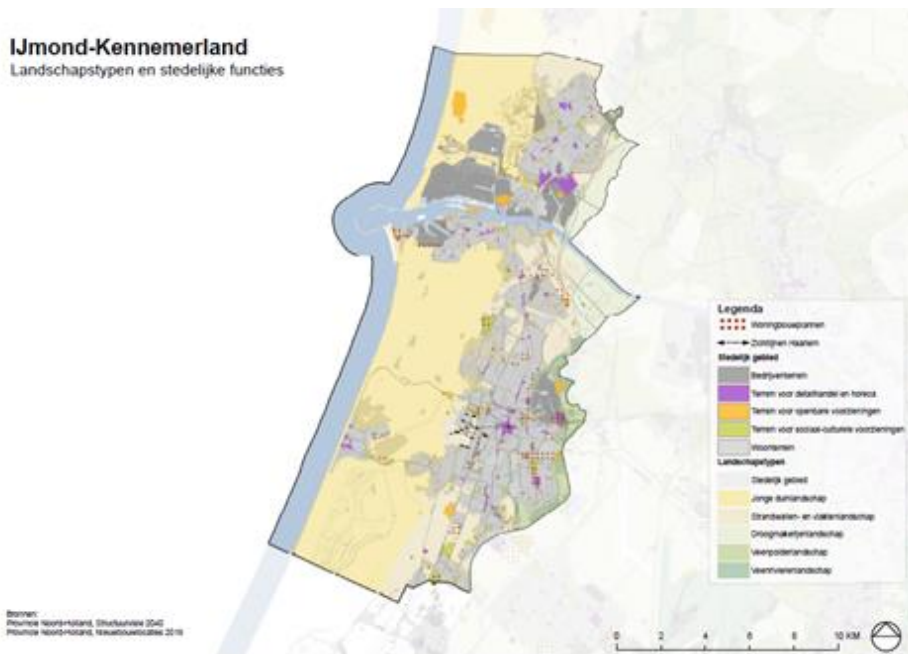 IJmond-Kennemerland
Landschapstypen en stedelijke functies
Legenda
Woningbouwplannen
Zichtlijnen Haarlem
Stedelijk gebied
Bedrijventerrein
Terrein voor detailhandel en horeca
Terrein voor openbare voorzieningen
Terrein voor sociaal-culturele voorzieningen
Woonterrein
Landschapstypen
Stedelijk gebied
Jonge duinlandschap
Strandwallen- en -vlaktenlandschap
Droogmakerijenlandschap
Veenpolderlandschap
Veenrivierenlandschap
Bronnen:
Provincie Noord-Holland, Structuurvisie 2040
Provincie Noord-Holland, Nieuwbouwlocaties 2016
0 2 4 6 8 10 KM